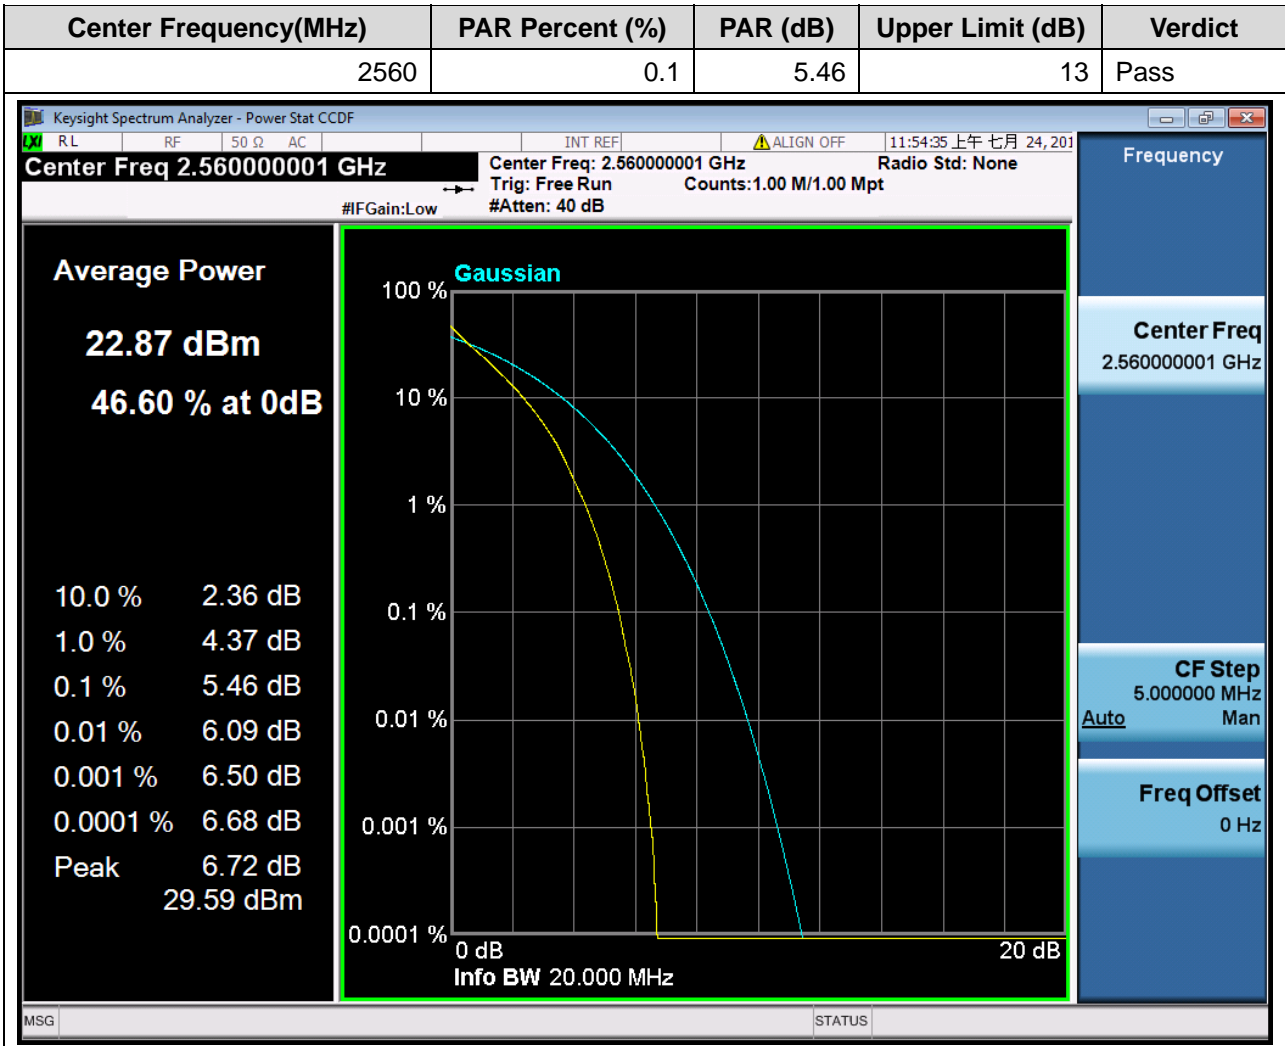 Center Frequency(MHz) PAR Percent (%) PAR (dB) Upper Limit (dB) Verdict
2560 0.1 5.46 13 Pass
Keysight Spectrum Analyzer - Power Stat CCDF
LXI RL RF 50 Ω AC INT REF ALIGN OFF 11:54:35 上午 七月 24, 201
Center Freq 2.560000001 GHz
Center Freq: 2.560000001 GHz Radio Std: None
Trig: Free Run Counts:1.00 M/1.00 Mpt
#IFGain:Low #Atten: 40 dB
Frequency
Average Power
22.87 dBm
46.60 % at 0dB
10.0 % 2.36 dB
1.0 % 4.37 dB
0.1 % 5.46 dB
0.01 % 6.09 dB
0.001 % 6.50 dB
0.0001 % 6.68 dB
Peak 6.72 dB
29.59 dBm
Gaussian
100 %
10 %
1 %
0.1 %
0.01 %
0.001 %
0.0001 %
0 dB 20 dB
Info BW 20.000 MHz
Center Freq
2.560000001 GHz
CF Step
5.000000 MHz
Auto Man
Freq Offset
0 Hz
MSG STATUS